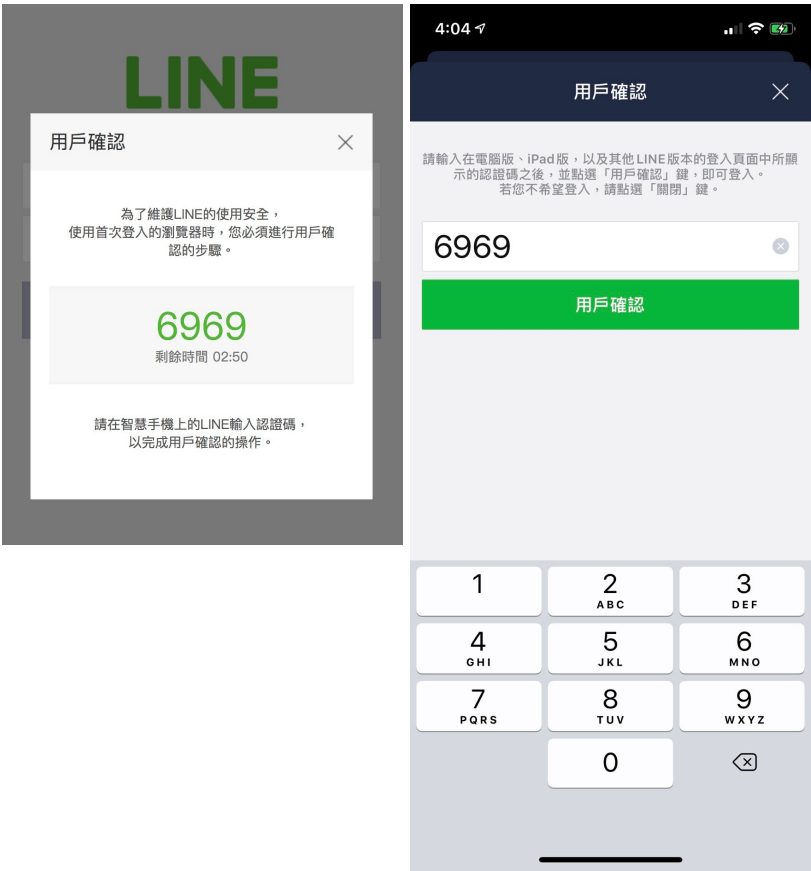 LINE
用戶確認
為了維護LINE的使用安全，
使用首次登入的瀏覽器時，您必須進行用戶確
認的步驟。
6969
剩餘時間 02:50
請在智慧手機上的LINE輸入認證碼，
以完成用戶確認的操作。
4:04
用戶確認
請輸入在電腦版、iPad版，以及其他LINE版本的登入頁面中所顯
示的認證碼之後，並點選「用戶確認」鍵，即可登入。
若您不希望登入，請點選「關閉」鍵。
6969
用戶確認
1 2 3
ABC DEF
4 5 6
GHI JKL MNO
7 8 9
PQRS TUV WXYZ
0